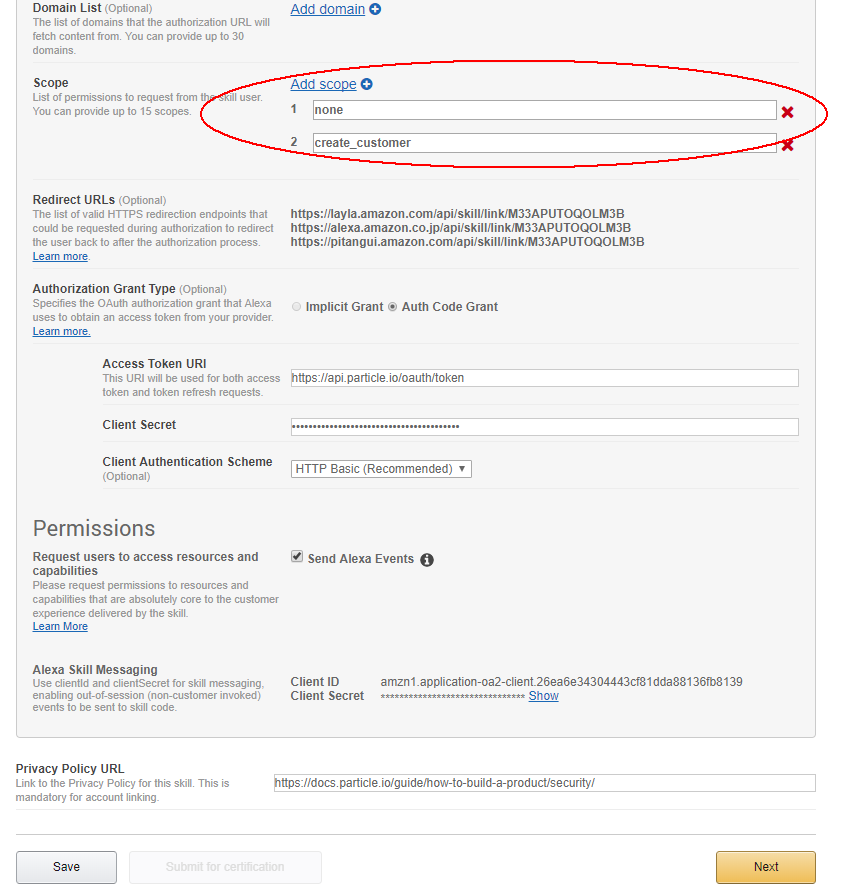 Domain List (Optional)
The list of domains that the authorization URL will
fetch content from. You can provide up to 30
domains.
Add domain
Scope
List of permissions to request from the skill user.
You can provide up to 15 scopes.
Add scope
1 none
2 create_customer
Redirect URLs (Optional)
The list of valid HTTPS redirection endpoints that
could be requested during authorization to redirect
the user back to after the authorization process.
Learn more.
https://layla.amazon.com/api/skill/link/M33APUTOQOLM3B
https://alexa.amazon.co.jp/api/skill/link/M33APUTOQOLM3B
https://pitangui.amazon.com/api/skill/link/M33APUTOQOLM3B
Authorization Grant Type (Optional)
Specifies the OAuth authorization grant that Alexa
uses to obtain an access token from your provider.
Learn more.
Implicit Grant Auth Code Grant
Access Token URI
This URI will be used for both access
token and token refresh requests.
https://api.particle.io/oauth/token
Client Secret
••••••••••••••••••••••••••••••••••••••••
Client Authentication Scheme
(Optional)
HTTP Basic (Recommended) ▼
Permissions
Request users to access resources and
capabilities
Please request permissions to resources and
capabilities that are absolutely core to the customer
experience delivered by the skill.
Learn More
Send Alexa Events
Alexa Skill Messaging
Use clientId and clientSecret for skill messaging,
enabling out-of-session (non-customer invoked)
events to be sent to skill code.
Client ID amzn1.application-oa2-client.26ea6e34304443cf81dda88136fb8139
Client Secret ******************************** Show
Privacy Policy URL
Link to the Privacy Policy for this skill. This is
mandatory for account linking.
https://docs.particle.io/guide/how-to-build-a-product/security/
Save
Submit for certification
Next